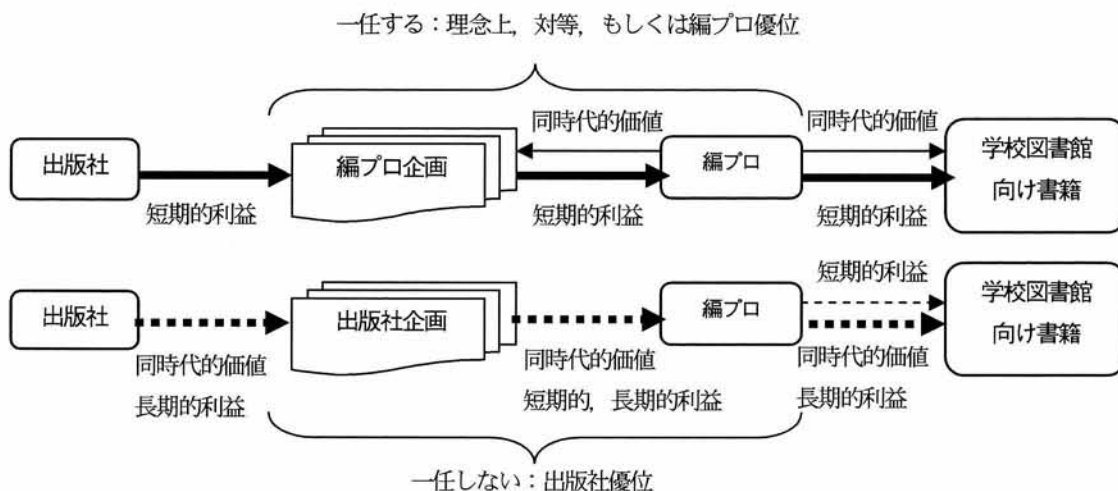 一任する：理念上，対等，もしくは編プロ優位
同時代的価値
同時代的価値
出版社
編プロ企画
編プロ
学校図書館
向け書籍
短期的利益
短期的利益
短期的利益
短期的利益
出版社
出版社企画
編プロ
学校図書館
向け書籍
同時代的価値
長期的利益
同時代的価値
短期的，長期的利益
同時代的価値
長期的利益
一任しない：出版社優位